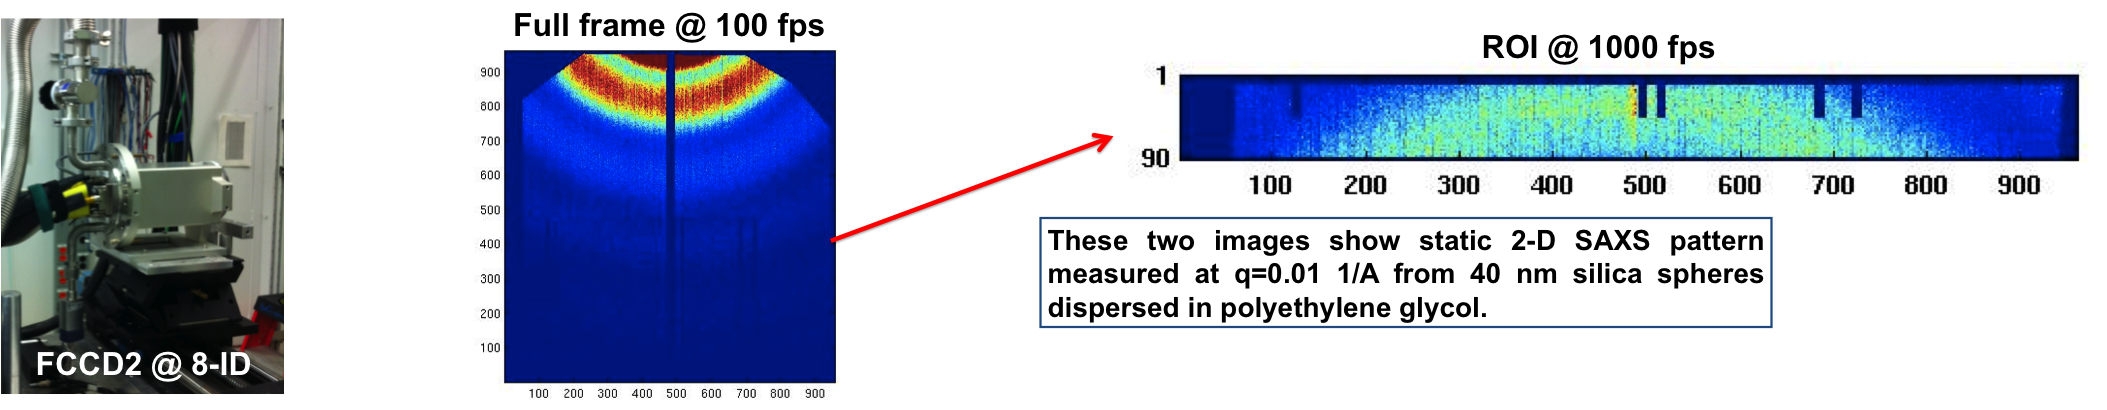 Full frame @ 100 fps
900
800
700
600
500
400
300
200
100
100 200 300 400 500 600 700 800 900
FCCD2 @ 8-ID
ROI @ 1000 fps
1
90
100 200 300 400 500 600 700 800 900
These two images show static 2-D SAXS pattern
measured at q=0.01 1/A from 40 nm silica spheres
dispersed in polyethylene glycol.